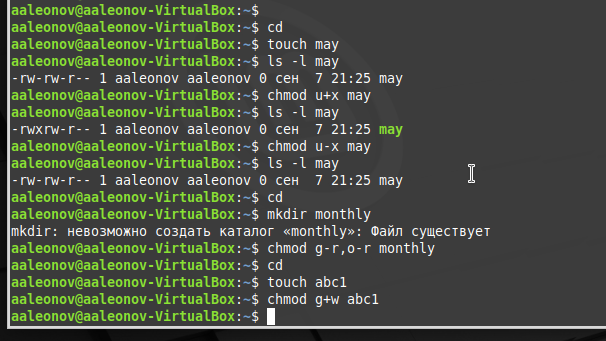 aaleonov@aaleonov-VirtualBox:~$
aaleonov@aaleonov-VirtualBox:~$ cd
aaleonov@aaleonov-VirtualBox:~$ touch may
aaleonov@aaleonov-VirtualBox:~$ ls -l may
-rw-rw-r-- 1 aaleonov aaleonov 0 сен  7 21:25 may
aaleonov@aaleonov-VirtualBox:~$ chmod u+x may
aaleonov@aaleonov-VirtualBox:~$ ls -l may
-rwxrw-r-- 1 aaleonov aaleonov 0 сен  7 21:25 may
aaleonov@aaleonov-VirtualBox:~$ chmod u-x may
aaleonov@aaleonov-VirtualBox:~$ ls -l may
-rw-rw-r-- 1 aaleonov aaleonov 0 сен  7 21:25 may
aaleonov@aaleonov-VirtualBox:~$ cd
aaleonov@aaleonov-VirtualBox:~$ mkdir monthly
mkdir: невозможно создать каталог «monthly»: Файл существует
aaleonov@aaleonov-VirtualBox:~$ chmod g-r,o-r monthly
aaleonov@aaleonov-VirtualBox:~$ cd
aaleonov@aaleonov-VirtualBox:~$ touch abc1
aaleonov@aaleonov-VirtualBox:~$ chmod g+w abc1
aaleonov@aaleonov-VirtualBox:~$